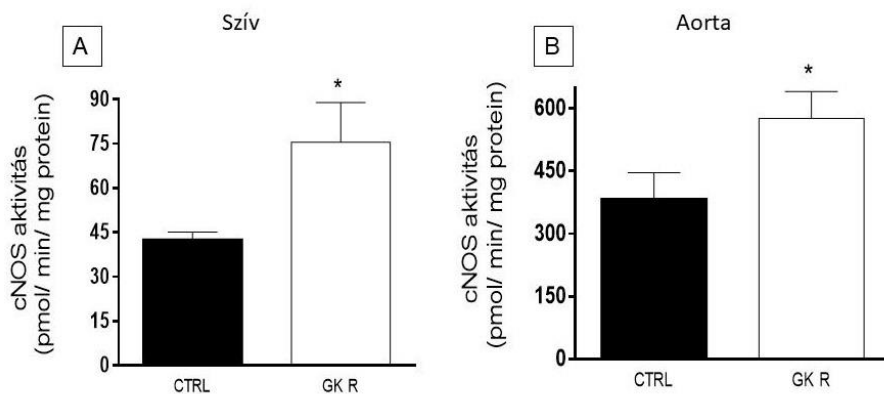 Szív
A
*
cNOS aktivitás
(pmol/ min/ mg protein)
90
75
60
45
30
15
0
CTRL
GK R
Aorta
B
*
cNOS aktivitás
(pmol/ min/ mg protein)
600
450
300
150
0
CTRL
GK R